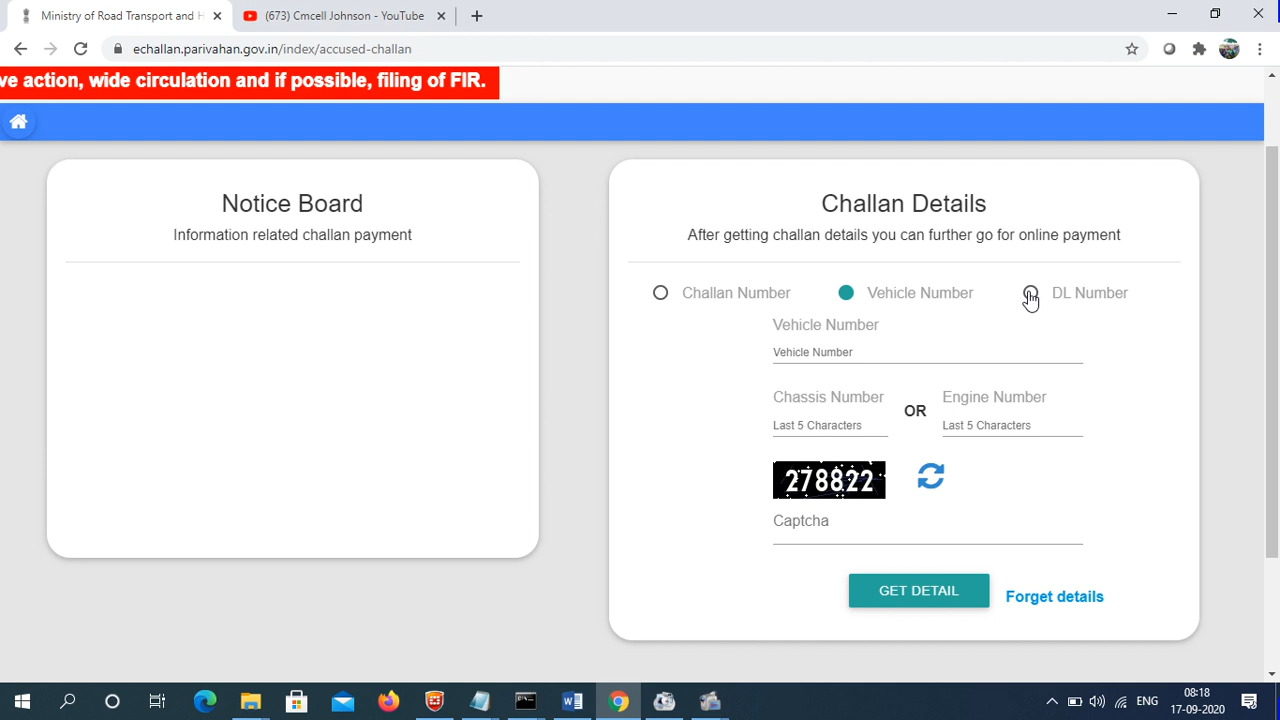 Ministry of Road Transport and H
(673) Cmcell Johnson - YouTube
echallan.parivahan.gov.in/index/accused-challan
ve action, wide circulation and if possible, filing of FIR.
Notice Board
Information related challan payment
Challan Details
After getting challan details you can further go for online payment
Challan Number
Vehicle Number
DL Number
Vehicle Number
Vehicle Number
Chassis Number
Last 5 Characters
OR
Engine Number
Last 5 Characters
278822
Captcha
GET DETAIL
Forget details
ENG
08:18
17-09-2020